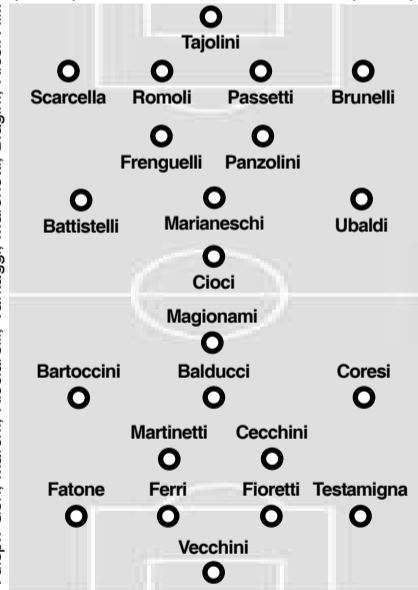 Tajolini
Scarcella Romoli Passetti Brunelli
Frenguelli Panzolini
Battistelli Marianeschi Ubaldi
Cioci
Magionami
Bartoccini Balducci Coresi
Martinetti Cecchini
Fatone Ferri Fioretti Testamigna
Vecchini